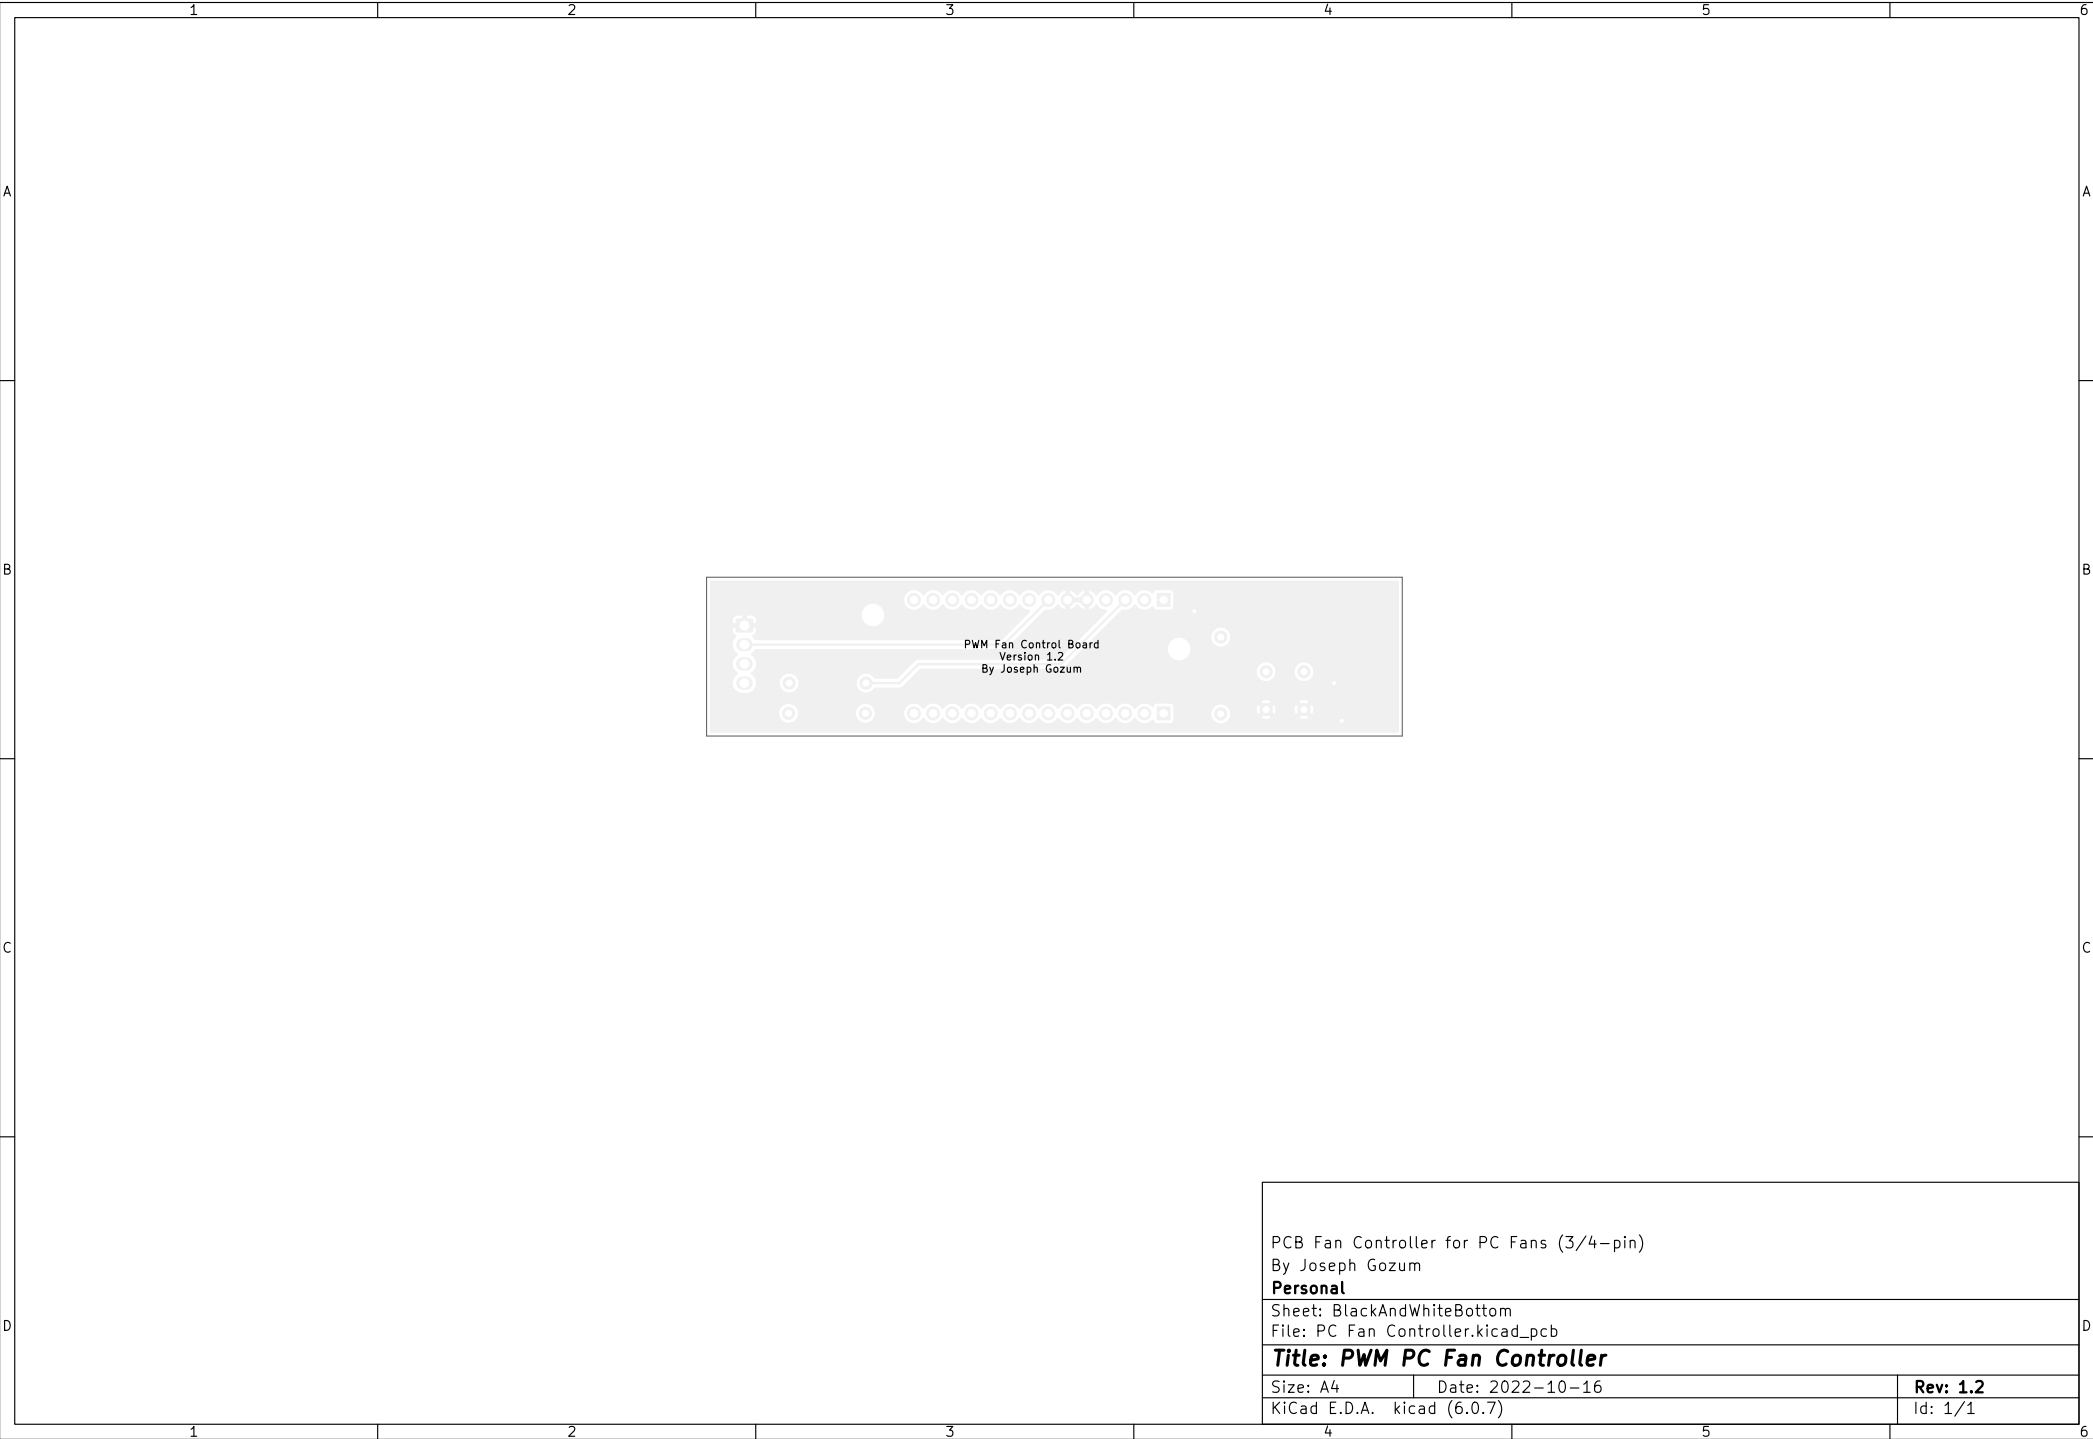 1 2 3 4 5 6
A A
B B
PWM Fan Control Board
Version 1.2
By Joseph Gozum
C C
PCB Fan Controller for PC Fans (3/4-pin)
By Joseph Gozum
Personal
Sheet: BlackAndWhiteBottom
File: PC Fan Controller.kicad_pcb
D D
Title: PWM PC Fan Controller
Size: A4 Date: 2022-10-16 Rev: 1.2
KiCad E.D.A. kicad (6.0.7) Id: 1/1
1 2 3 4 5 6